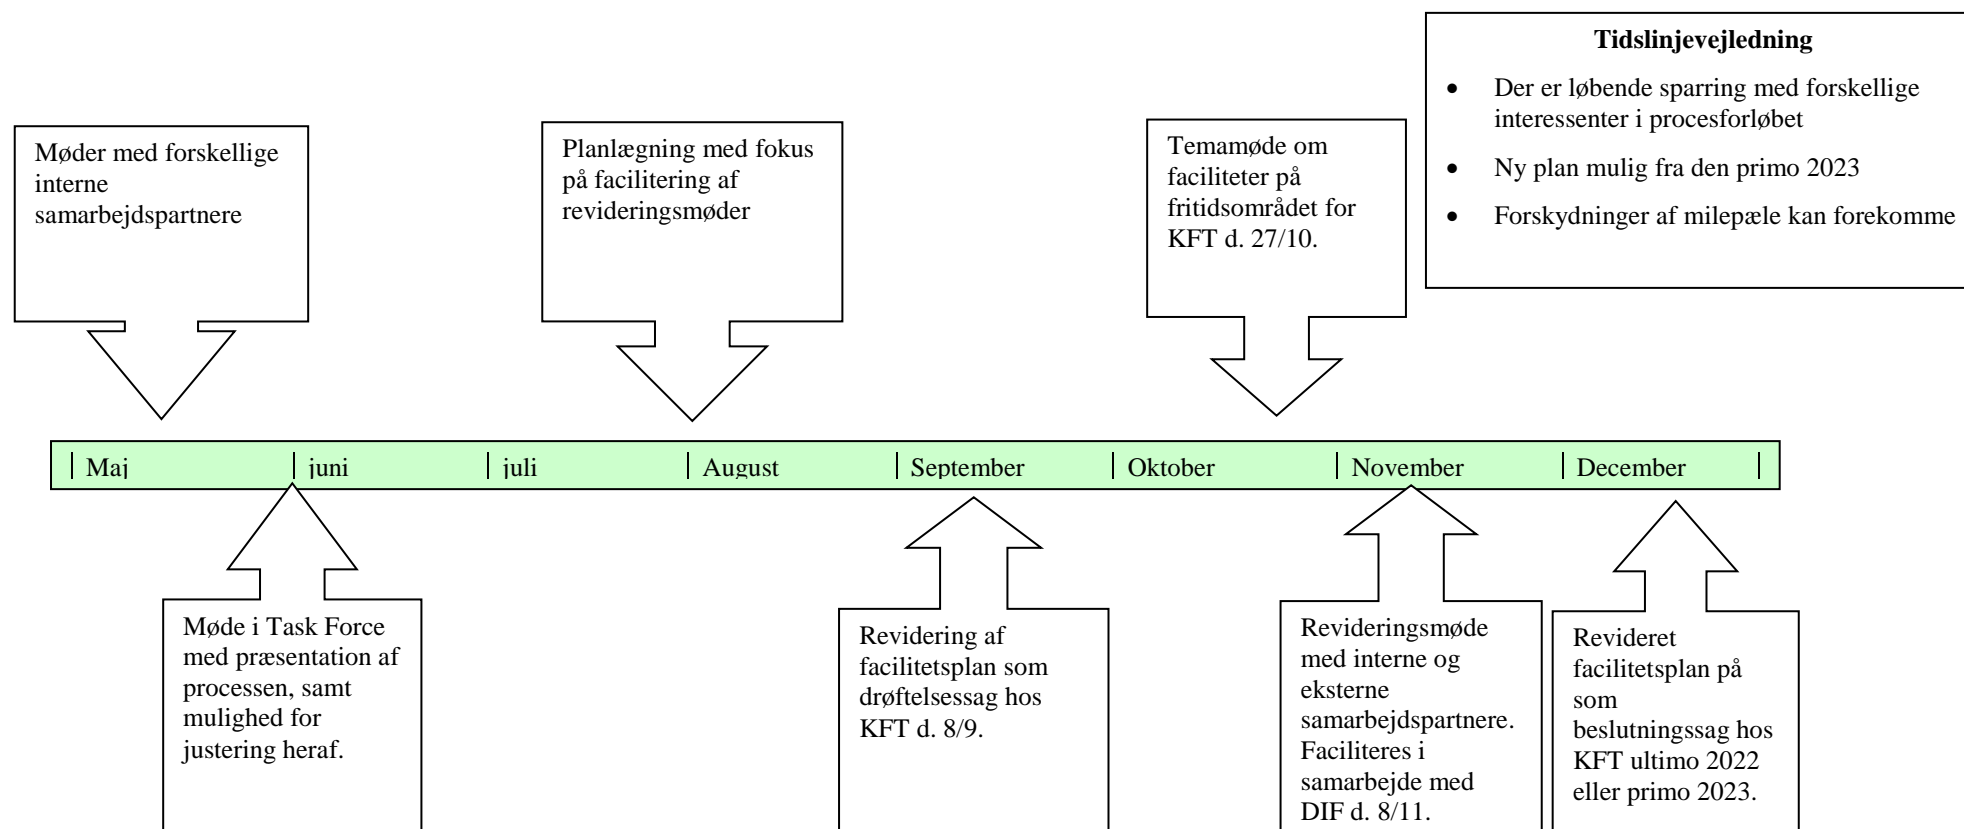 Tidslinjevejledning
• Der er løbende sparring med forskellige
interessenter i procesforløbet
• Ny plan mulig fra den primo 2023
• Forskydninger af milepæle kan forekomme
Møder med forskellige
interne
samarbejdspartnere
Planlægning med fokus
på facilitering af
revideringsmøder
Temamøde om
faciliteter på
fritidsområdet for
KFT d. 27/10.
| Maj | juni | juli | August | September | Oktober | November | December |
Møde i Task Force
med præsentation af
processen, samt
mulighed for
justering heraf.
Revidering af
facilitetsplan som
drøftelsessag hos
KFT d. 8/9.
Revideringsmøde
med interne og
eksterne
samarbejdspartnere.
Faciliteres i
samarbejde med
DIF d. 8/11.
Revideret
facilitetsplan på
som
beslutningssag hos
KFT ultimo 2022
eller primo 2023.